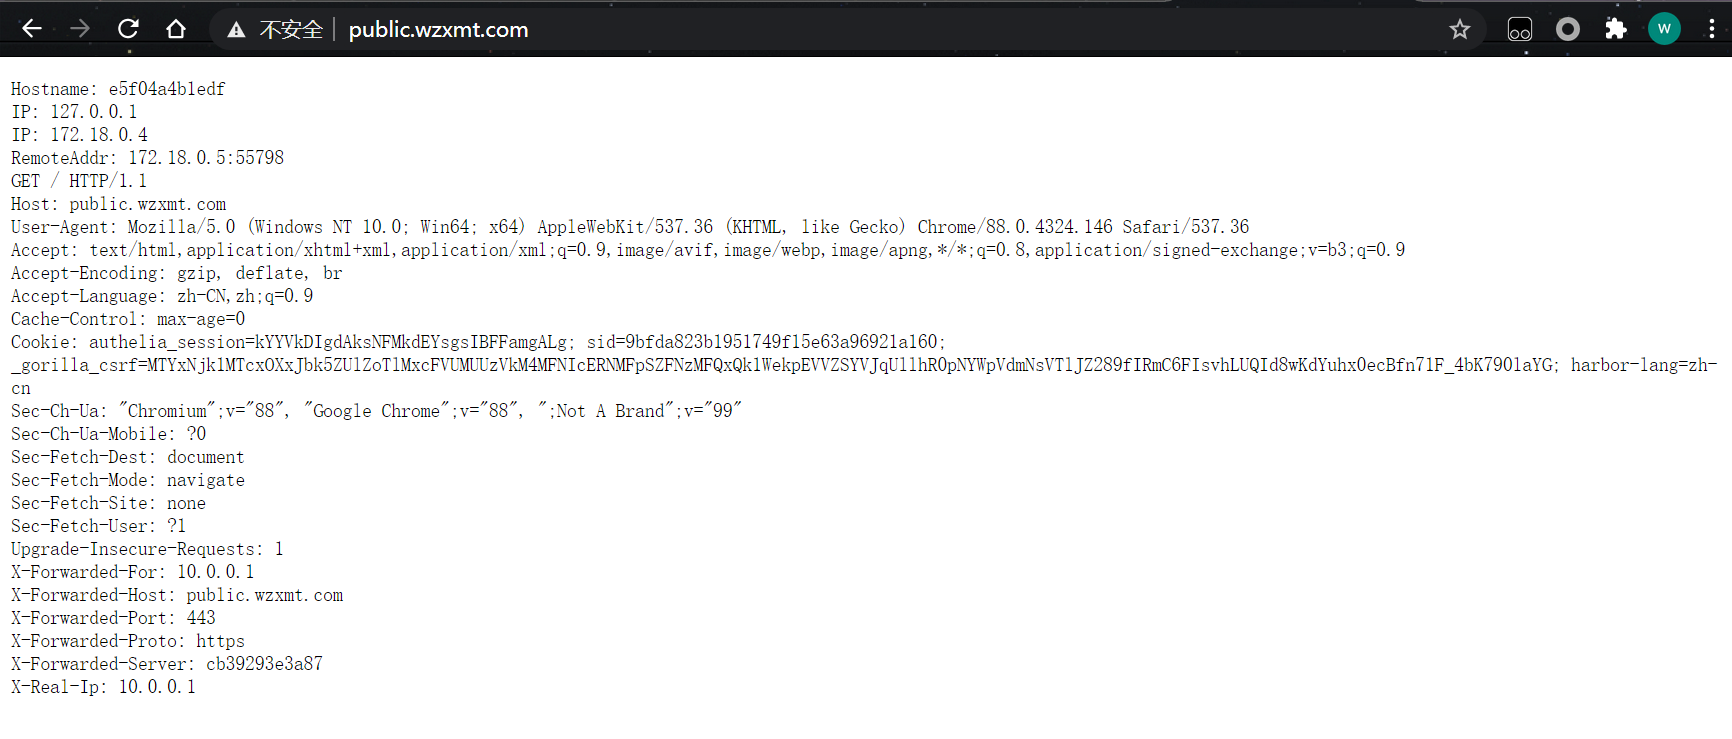 不安全 public.wzxmt.com
W
Hostname: e5f04a4b1edf
IP: 127.0.0.1
IP: 172.18.0.4
RemoteAddr: 172.18.0.5:55798
GET / HTTP/1.1
Host: public.wzxmt.com
User-Agent: Mozilla/5.0 (Windows NT 10.0; Win64; x64) AppleWebKit/537.36 (KHTML, like Gecko) Chrome/88.0.4324.146 Safari/537.36
Accept: text/html,application/xhtml+xml,application/xml;q=0.9,image/avif,image/webp,image/apng,*/*;q=0.8,application/signed-exchange;v=b3;q=0.9
Accept-Encoding: gzip, deflate, br
Accept-Language: zh-CN,zh;q=0.9
Cache-Control: max-age=0
Cookie: authelia_session=kYYVkDIgdAksNFMkdEYsgsIBFFamgALg; sid=9bfda823b1951749f15e63a96921a160;
_gorilla_csrf=MTYxNjk1MTcxOXxJbk5ZUlZoTlMxcFVUMUUzVkM4MFNIcERNMFpSZFNzMFQxQklWekpEVVZSYVJqUllhR0pNYWpVdmNsVTlJZ289fIRmC6FIsvhLUQId8wKdYuhx0ecBfn7lF_4bK790laYG; harbor-lang=zh-
cn
Sec-Ch-Ua: "Chromium";v="88", "Google Chrome";v="88", ";Not A Brand";v="99"
Sec-Ch-Ua-Mobile: ?0
Sec-Fetch-Dest: document
Sec-Fetch-Mode: navigate
Sec-Fetch-Site: none
Sec-Fetch-User: ?1
Upgrade-Insecure-Requests: 1
X-Forwarded-For: 10.0.0.1
X-Forwarded-Host: public.wzxmt.com
X-Forwarded-Port: 443
X-Forwarded-Proto: https
X-Forwarded-Server: cb39293e3a87
X-Real-Ip: 10.0.0.1